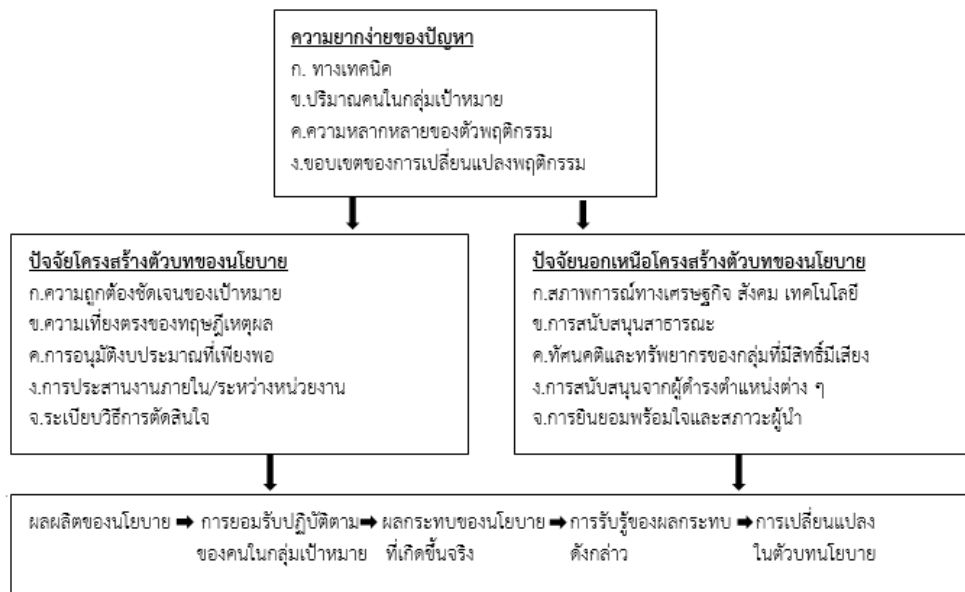 ความยากง่ายของปัญหา
ก. ทางเทคนิค
ข.ปริมาณคนในกลุ่มเป้าหมาย
ค.ความหลากหลายของตัวพฤติกรรม
ง.ขอบเขตของการเปลี่ยนแปลงพฤติกรรม
ปัจจัยโครงสร้างตัวบทของนโยบาย
ก.ความถูกต้องชัดเจนของเป้าหมาย
ข.ความเที่ยงตรงของทฤษฎีเหตุผล
ค.การอนุมัติงบประมาณที่เพียงพอ
ง.การประสานงานภายใน/ระหว่างหน่วยงาน
จ.ระเบียบวิธีการตัดสินใจ
ปัจจัยนอกเหนือโครงสร้างตัวบทของนโยบาย
ก.สภาพการณ์ทางเศรษฐกิจ สังคม เทคโนโลยี
ข.การสนับสนุนสาธารณะ
ค.ทัศนคติและทรัพยากรของกลุ่มที่มีสิทธิ์มีเสียง
ง.การสนับสนุนจากผู้ดำรงตำแหน่งต่าง ๆ
จ.การยินยอมพร้อมใจและสภาวะผู้นำ
ผลผลิตของนโยบาย
การยอมรับปฏิบัติตาม
ของคนในกลุ่มเป้าหมาย
ผลกระทบของนโยบาย
ที่เกิดขึ้นจริง
การรับรู้ของผลกระทบ
ดังกล่าว
การเปลี่ยนแปลง
ในตัวบทนโยบาย